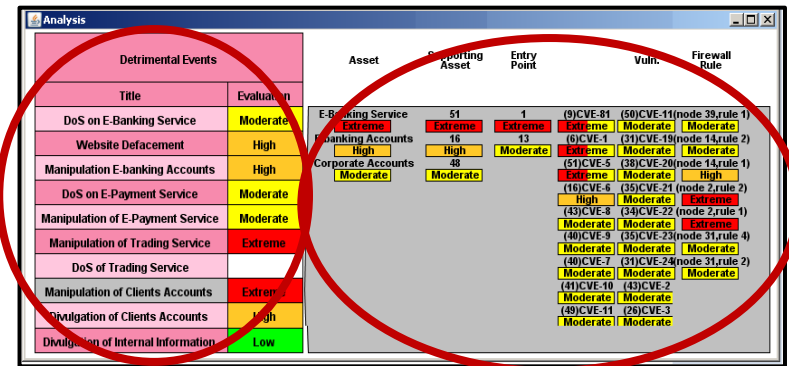 Analysis
Detrimental Events
Title Evaluation
DoS on E-Banking Service Moderate
Website Defacement High
Manipulation E-banking Accounts High
DoS on E-Payment Service Moderate
Manipulation of E-Payment Service Moderate
Manipulation of Trading Service Extreme
DoS of Trading Service
Manipulation of Clients Accounts Extreme
Divulgation of Clients Accounts High
Divulgation of Internal Information Low
Asset Supporting Asset Entry Point Vuln. Firewall Rule
E-Banking Service 51 1 (9)CVE-81 (50)CVE-11 (node 39,rule 1)
Extreme Extreme Extreme Extreme Moderate Moderate
E-banking Accounts 16 13 (6)CVE-1 (31)CVE-19 (node 14,rule 2)
High High Moderate Extreme Moderate Moderate
Corporate Accounts 48 (51)CVE-5 (38)CVE-20 (node 14,rule 1)
Moderate Moderate Extreme Moderate High
(16)CVE-6 (35)CVE-21 (node 2,rule 2)
High Moderate Extreme
(43)CVE-8 (34)CVE-22 (node 2,rule 1)
Moderate Moderate Extreme
(40)CVE-9 (35)CVE-23 (node 31,rule 4)
Moderate Moderate Moderate
(40)CVE-7 (31)CVE-24 (node 31,rule 2)
Moderate Moderate Moderate
(41)CVE-10 (43)CVE-2
Moderate Moderate
(49)CVE-11 (26)CVE-3
Moderate Moderate